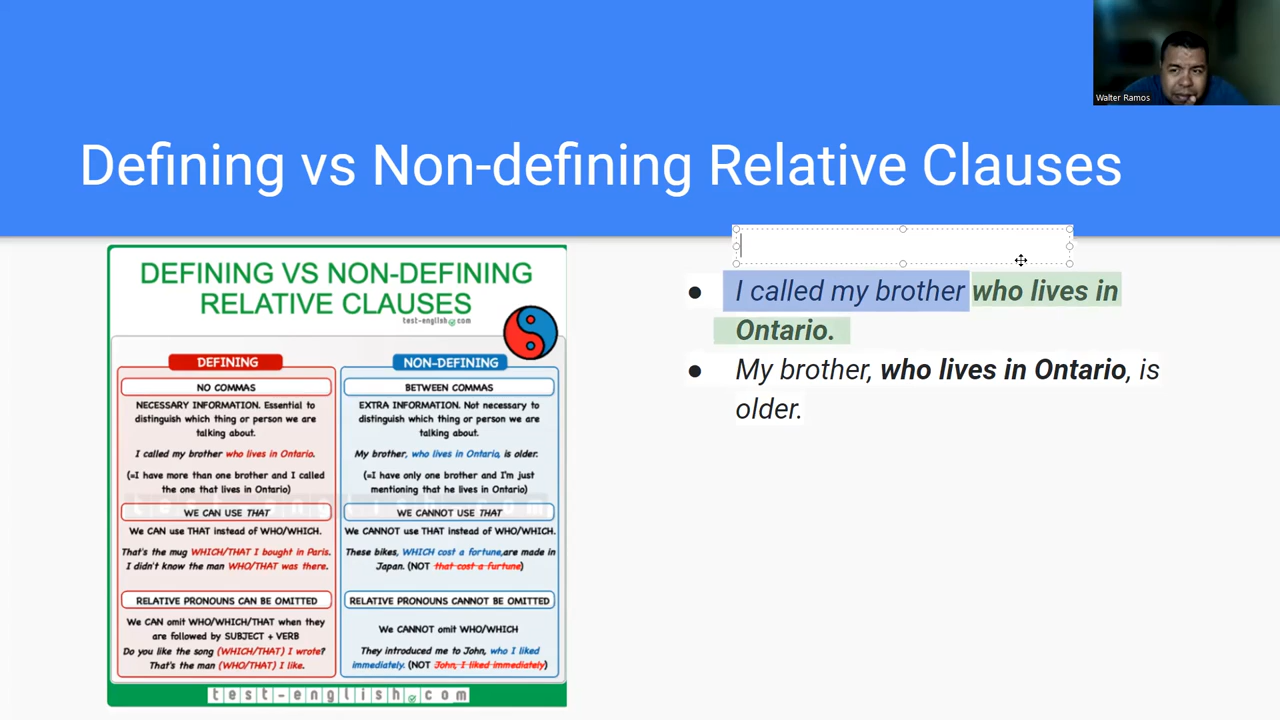 Walter Ramos
Defining vs Non-defining Relative Clauses
DEFINING VS NON-DEFINING
RELATIVE CLAUSES
test-english.com
DEFINING
NO COMMAS
NECESSARY INFORMATION. Essential to
distinguish which thing or person we are
talking about.
I called my brother who lives in Ontario.
(=I have more than one brother and I called
the one that lives in Ontario)
WE CAN USE THAT
We CAN use THAT instead of WHO/WHICH.
That's the mug WHICH/THAT I bought in Paris.
I didn't know the man WHO/THAT was there.
RELATIVE PRONOUNS CAN BE OMITTED
We CAN omit WHO/WHICH/THAT when they
are followed by SUBJECT + VERB
Do you like the song (WHICH/THAT) I wrote?
That's the man (WHO/THAT) I like.
NON-DEFINING
BETWEEN COMMAS
EXTRA INFORMATION. Not necessary to
distinguish which thing or person we are
talking about.
My brother, who lives in Ontario, is older.
(=I have only one brother and I'm just
mentioning that he lives in Ontario)
WE CANNOT USE THAT
We CANNOT use THAT instead of WHO/WHICH.
These bikes, WHICH cost a fortune,are made in
Japan. (NOT that cost a furtune)
RELATIVE PRONOUNS CANNOT BE OMITTED
We CANNOT omit WHO/WHICH
They introduced me to John, who I liked
immediately. (NOT John, I liked immediately)
test-english.com
● I called my brother who lives in
Ontario.
● My brother, who lives in Ontario, is
older.